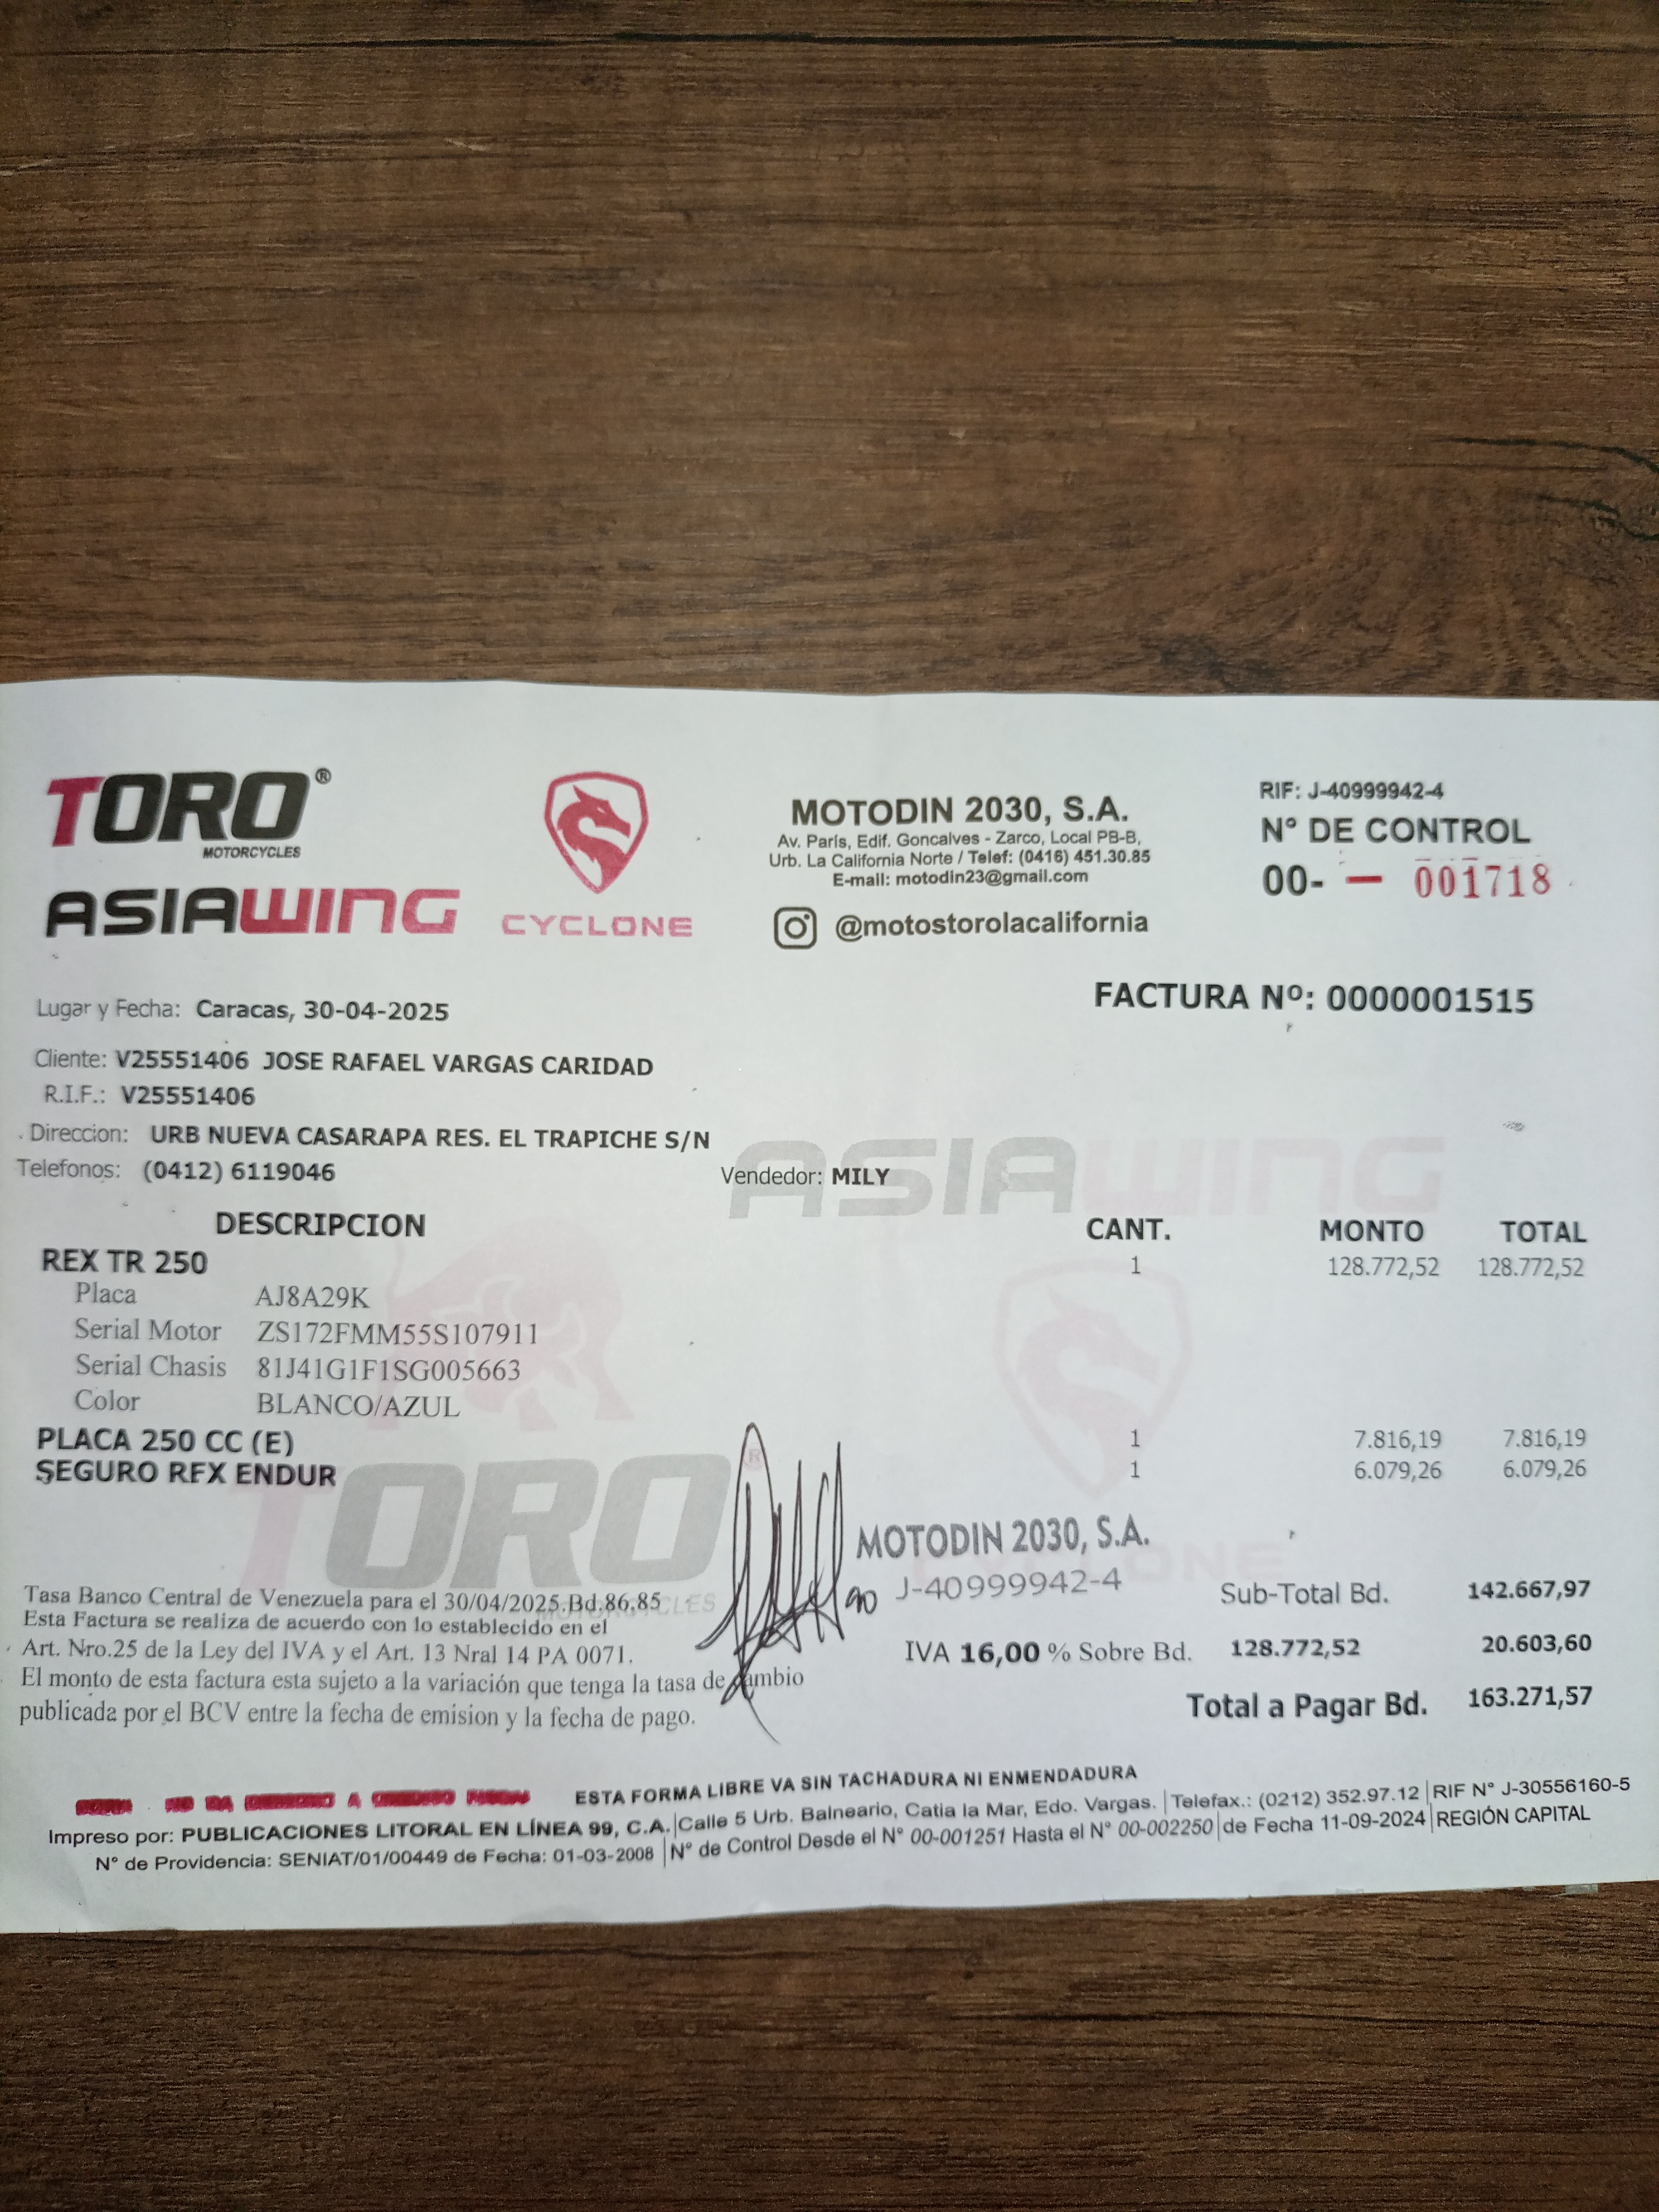 TORO®
MOTORCYCLES
ASIAWING
CYCLONE
MOTODIN 2030, S.A.
Av. París, Edif. Goncalves - Zarco, Local PB-B,
Urb. La California Norte / Telef: (0416) 451.30.85
E-mail: motodin23@gmail.com
@motostorolacalifornia
RIF: J-40999942-4
N° DE CONTROL
00- — 001718
FACTURA Nº: 0000001515
Lugar y Fecha: Caracas, 30-04-2025
Cliente: V25551406 JOSE RAFAEL VARGAS CARIDAD
R.I.F.: V25551406
Direccion: URB NUEVA CASARAPA RES. EL TRAPICHE S/N
Telefonos: (0412) 6119046 Vendedor: MILY
ASIAWING
DESCRIPCION CANT. MONTO TOTAL
REX TR 250 1 128.772,52 128.772,52
Placa AJ8A29K
Serial Motor ZS172FMM55S107911
Serial Chasis 81J41G1F1SG005663
Color BLANCO/AZUL
PLACA 250 CC (E) 1 7.816,19 7.816,19
SEGURO RFX ENDUR 1 6.079,26 6.079,26
TORO®
MOTORCYCLES
CYCLONE
MOTODIN 2030, S.A.
J-40999942-4
Tasa Banco Central de Venezuela para el 30/04/2025 Bd.86,85
Esta Factura se realiza de acuerdo con lo establecido en el
Art. Nro.25 de la Ley del IVA y el Art. 13 Nral 14 PA 0071.
El monto de esta factura esta sujeto a la variación que tenga la tasa de cambio
publicada por el BCV entre la fecha de emision y la fecha de pago.
Sub-Total Bd. 142.667,97
IVA 16,00 % Sobre Bd. 128.772,52 20.603,60
Total a Pagar Bd. 163.271,57
NO DA DERECHO A CREDITO FISCAL
ESTA FORMA LIBRE VA SIN TACHADURA NI ENMENDADURA
Impreso por: PUBLICACIONES LITORAL EN LÍNEA 99, C.A. Calle 5 Urb. Balneario, Catia la Mar, Edo. Vargas. Telefax.: (0212) 352.97.12 RIF N° J-30556160-5
N° de Providencia: SENIAT/01/00449 de Fecha: 01-03-2008 N° de Control Desde el N° 00-001251 Hasta el N° 00-002250 de Fecha 11-09-2024 REGIÓN CAPITAL